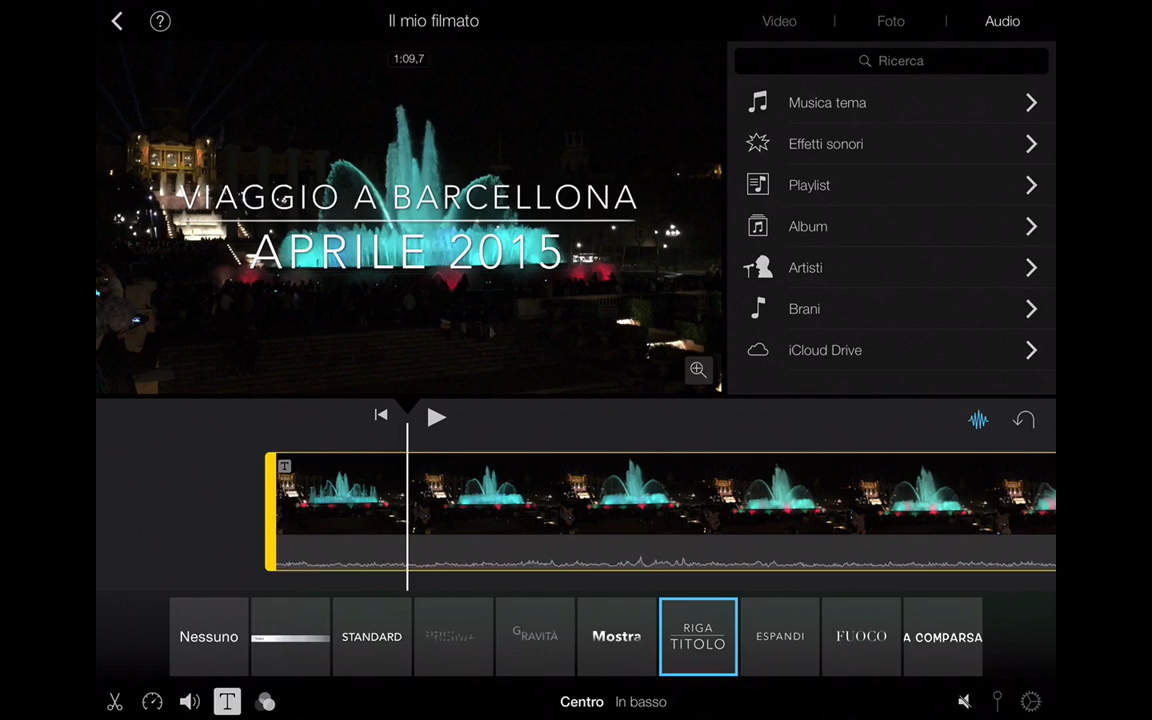 Il mio filmato
Video | Foto | Audio
1:09,7
VIAGGIO A BARCELLONA
APRILE 2015
Ricerca
Musica tema
Effetti sonori
Playlist
Album
Artisti
Brani
iCloud Drive
T
Nessuno
STANDARD
PRISMA
GRAVITÀ
Mostra
RIGA
TITOLO
ESPANDI
FUOCO
A COMPARSA
T
Centro In basso